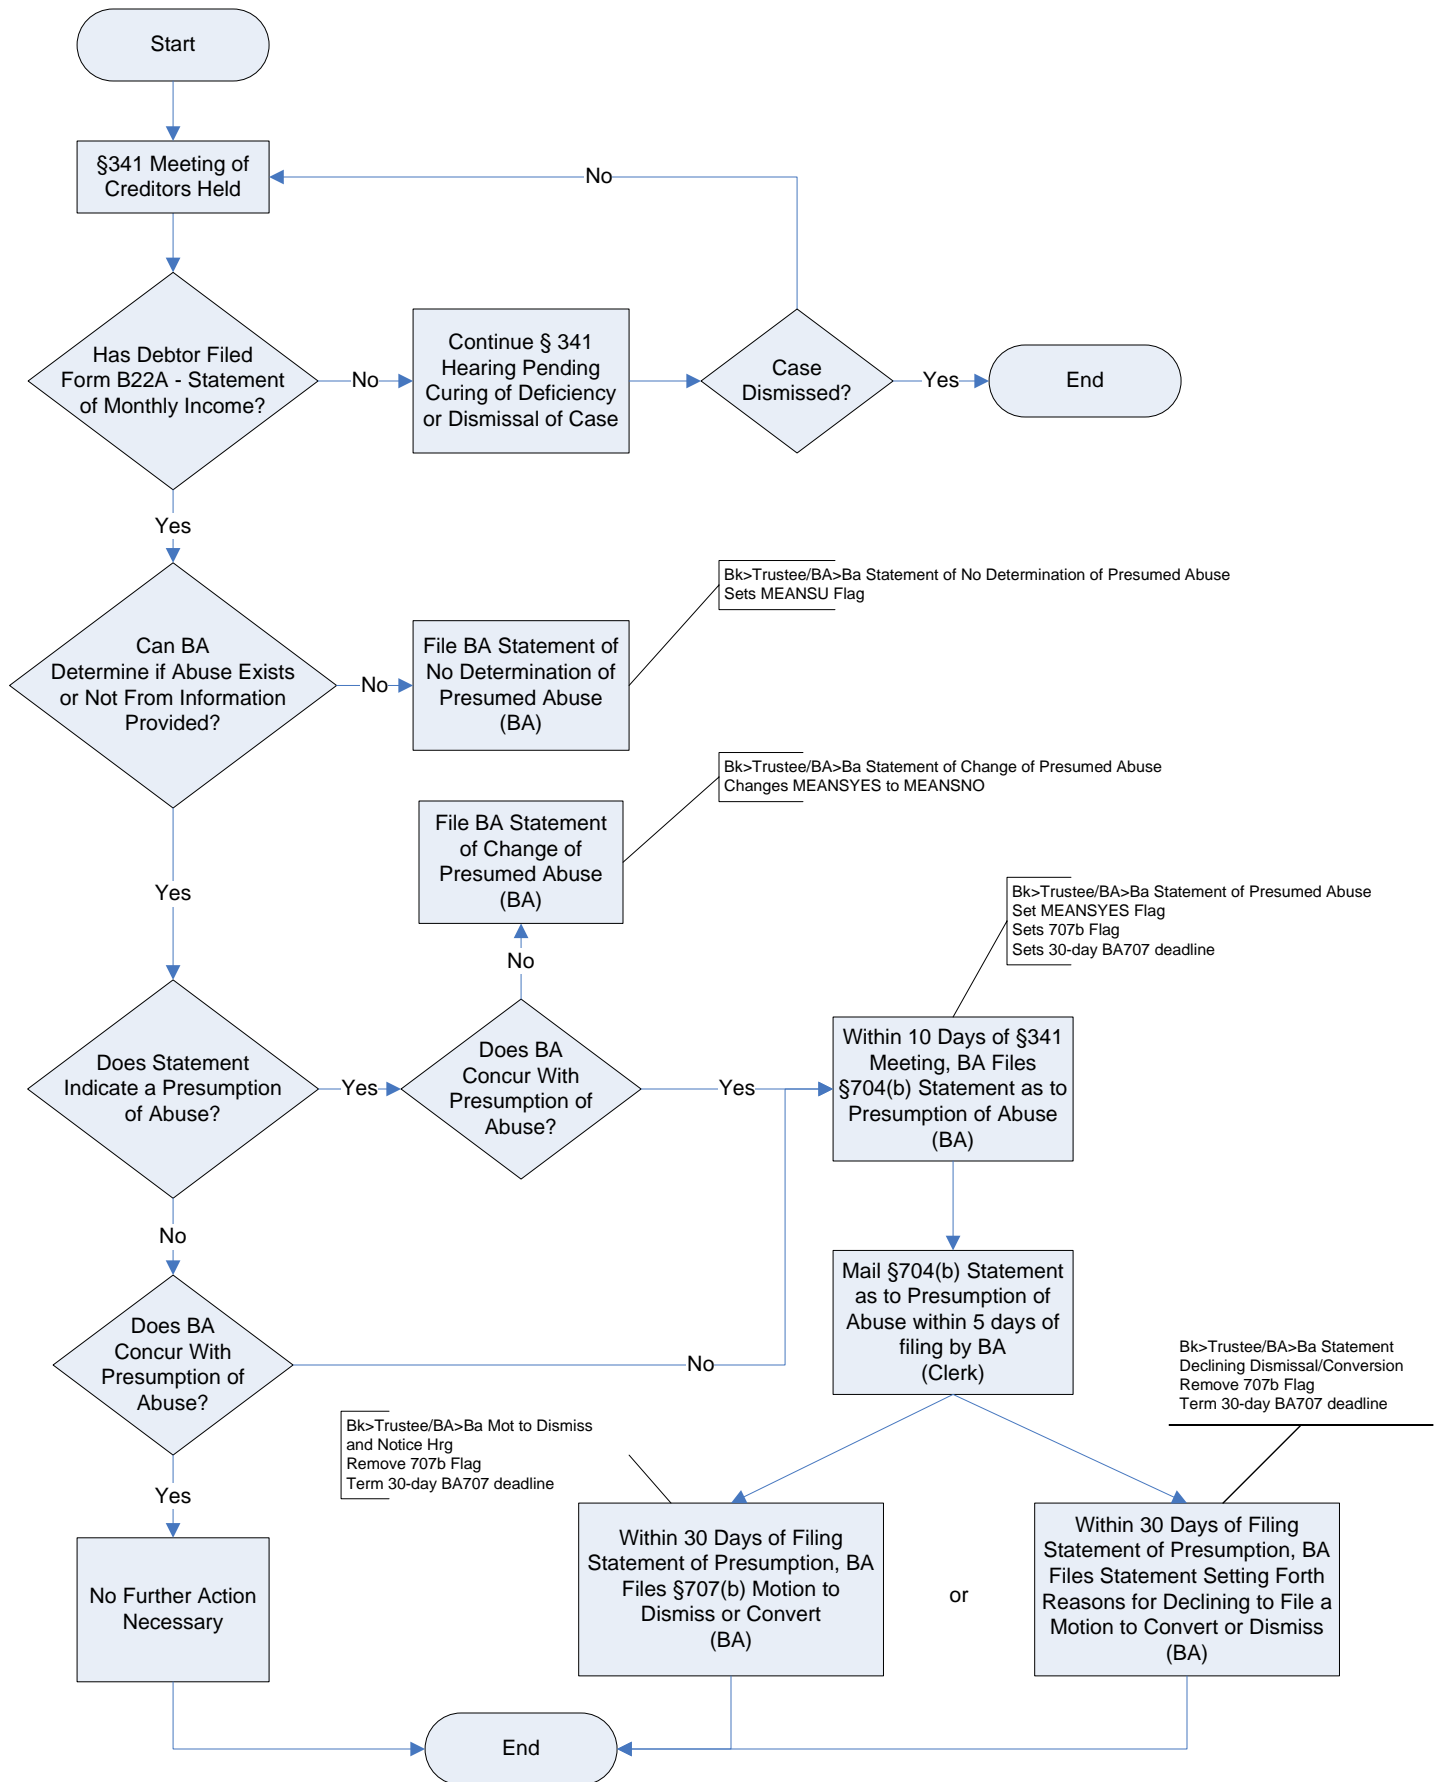 Start
§341 Meeting of
Creditors Held
No
Has Debtor Filed
Form B22A - Statement
of Monthly Income?
No
Continue § 341
Hearing Pending
Curing of Deficiency
or Dismissal of Case
Case
Dismissed?
Yes
End
Yes
Can BA
Determine if Abuse Exists
or Not From Information
Provided?
No
File BA Statement of
No Determination of
Presumed Abuse
(BA)
Bk>Trustee/BA>Ba Statement of No Determination of Presumed Abuse
Sets MEANSU Flag
Bk>Trustee/BA>Ba Statement of Change of Presumed Abuse
Changes MEANSYES to MEANSNO
File BA Statement
of Change of
Presumed Abuse
(BA)
Yes
No
Bk>Trustee/BA>Ba Statement of Presumed Abuse
Set MEANSYES Flag
Sets 707b Flag
Sets 30-day BA707 deadline
Does Statement
Indicate a Presumption
of Abuse?
Yes
Does BA
Concur With
Presumption of
Abuse?
Yes
Within 10 Days of §341
Meeting, BA Files
§704(b) Statement as to
Presumption of Abuse
(BA)
No
Mail §704(b) Statement
as to Presumption of
Abuse within 5 days of
filing by BA
(Clerk)
Does BA
Concur With
Presumption of
Abuse?
No
Bk>Trustee/BA>Ba Statement
Declining Dismissal/Conversion
Remove 707b Flag
Term 30-day BA707 deadline
Bk>Trustee/BA>Ba Mot to Dismiss
and Notice Hrg
Remove 707b Flag
Term 30-day BA707 deadline
Yes
No Further Action
Necessary
Within 30 Days of Filing
Statement of Presumption, BA
Files §707(b) Motion to
Dismiss or Convert
(BA)
or
Within 30 Days of Filing
Statement of Presumption, BA
Files Statement Setting Forth
Reasons for Declining to File a
Motion to Convert or Dismiss
(BA)
End